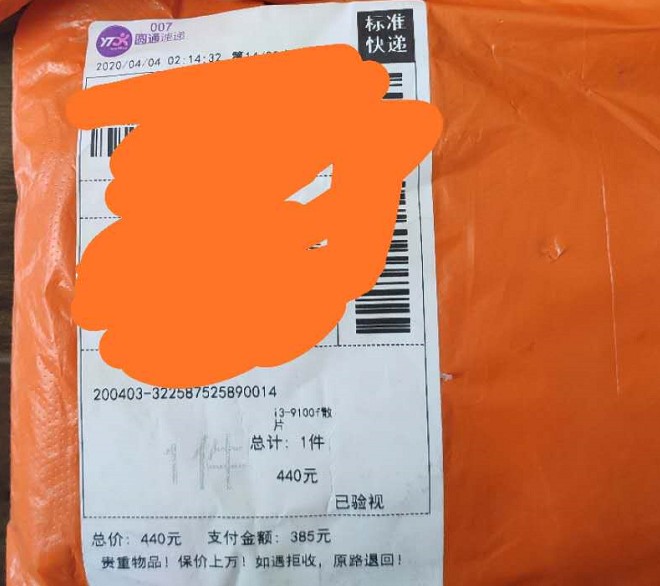 007
YTO 圆通速递
标准
快递
2020/04/04 02:14:32
200403-322587525890014
i3-9100f散
片
总计: 1件
1件
440元
已验视
总价: 440元 支付金额: 385元
贵重物品! 保价上万! 如遇拒收, 原路退回!